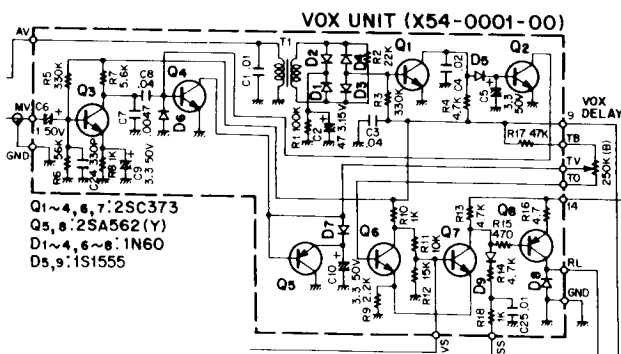 VOX UNIT (X54-0001-00)
AV
T1
D2
D4
R2
22K
Q1
C4 .02
D5
Q2
R5
330K
R7
5.6K
C8
.04
Q4
C1 .01
D1
D3
R3
330K
R4
4.7K
C5
3.3
50V
VOX
DELAY
Q3
MV
C6
1 50V
C7
.0047
D6
R1 100K
C2
47 3.15V
C3
.04
9
R17 47K
TB
GND
R6 56K
C24 330P
R8 1K
C9
3.3 50V
TV
TO
250K(B)
14
Q1~4,6,7:2SC373
Q5,8:2SA562(Y)
D1~4,6~8:1N60
D5,9:1S1555
R10
1K
D7
Q6
R11
10K
R13
4.7K
Q7
R15
470
Q8
R16
4.7
Q5
C10
3.3 50V
R9 2.2K
R12 15K
D9
R14
4.7K
D8
RL
R18
1K
C25 .01
GND
VS
SS